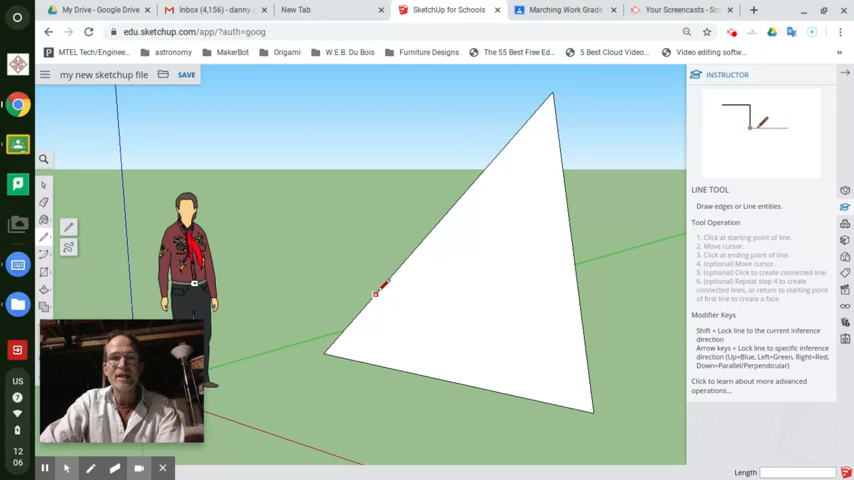 My Drive - Google Drive
Inbox (4,156) - danny.
New Tab
SketchUp for Schools
Marching Work Grade
Your Screencasts - Scr
edu.sketchup.com/app/?auth=goog
MTEL Tech/Enginee...
astronomy
MakerBot
Origami
W.E.B. Du Bois
Furniture Designs
The 55 Best Free Ed...
5 Best Cloud Video...
Video editing softw...
my new sketchup file
SAVE
INSTRUCTOR
LINE TOOL
Draw edges or Line entities.
Tool Operation
1. Click at starting point of line.
2. Move cursor.
3. Click at ending point of line.
4. (optional) Move cursor.
5. (optional) Click to create connected line.
6. (optional) Repeat step 4 to create
connected lines, or return to starting point
of first line to create a face.
Modifier Keys
Shift = Lock line to the current inference
direction
Arrow keys = Lock line to specific inference
direction (Up=Blue, Left=Green, Right=Red,
Down=Parallel/Perpendicular)
Click to learn about more advanced
operations...
US
7
12
06
Length